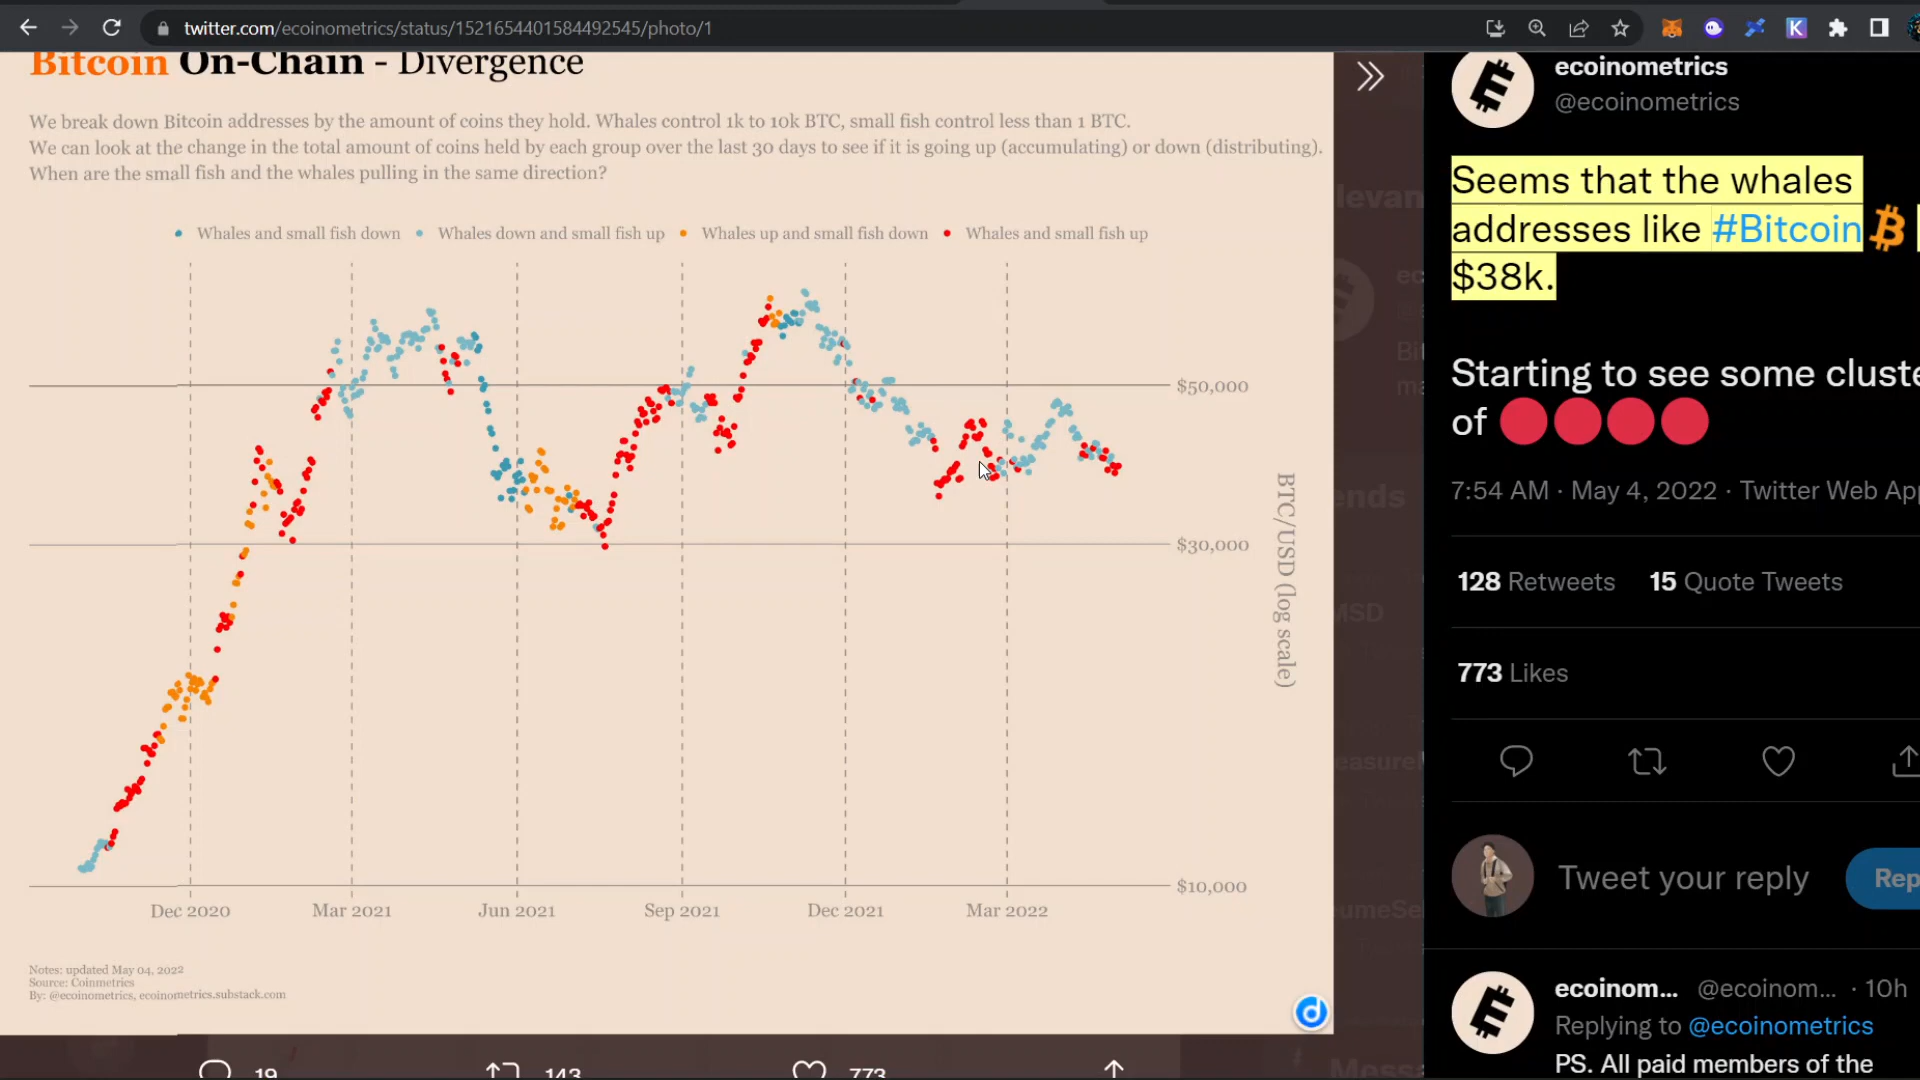 twitter.com/ecoinometrics/status/1521654401584492545/photo/1
Bitcoin On-Chain - Divergence
We break down Bitcoin addresses by the amount of coins they hold. Whales control 1k to 10k BTC, small fish control less than 1 BTC.
We can look at the change in the total amount of coins held by each group over the last 30 days to see if it is going up (accumulating) or down (distributing).
When are the small fish and the whales pulling in the same direction?
Whales and small fish down
Whales down and small fish up
Whales up and small fish down
Whales and small fish up
$50,000
$30,000
$10,000
BTC/USD (log scale)
Dec 2020
Mar 2021
Jun 2021
Sep 2021
Dec 2021
Mar 2022
Notes: updated May 04, 2022
Source: Coinmetrics
By: @ecoinometrics, ecoinometrics.substack.com
19
143
773
ecoinometrics
@ecoinometrics
Seems that the whales
addresses like #Bitcoin
$38k.
Starting to see some cluste
of
7:54 AM · May 4, 2022 · Twitter Web Ap
128 Retweets 15 Quote Tweets
773 Likes
Tweet your reply
Rep
ecoinom... @ecoinom... · 10h
Replying to @ecoinometrics
PS. All paid members of the